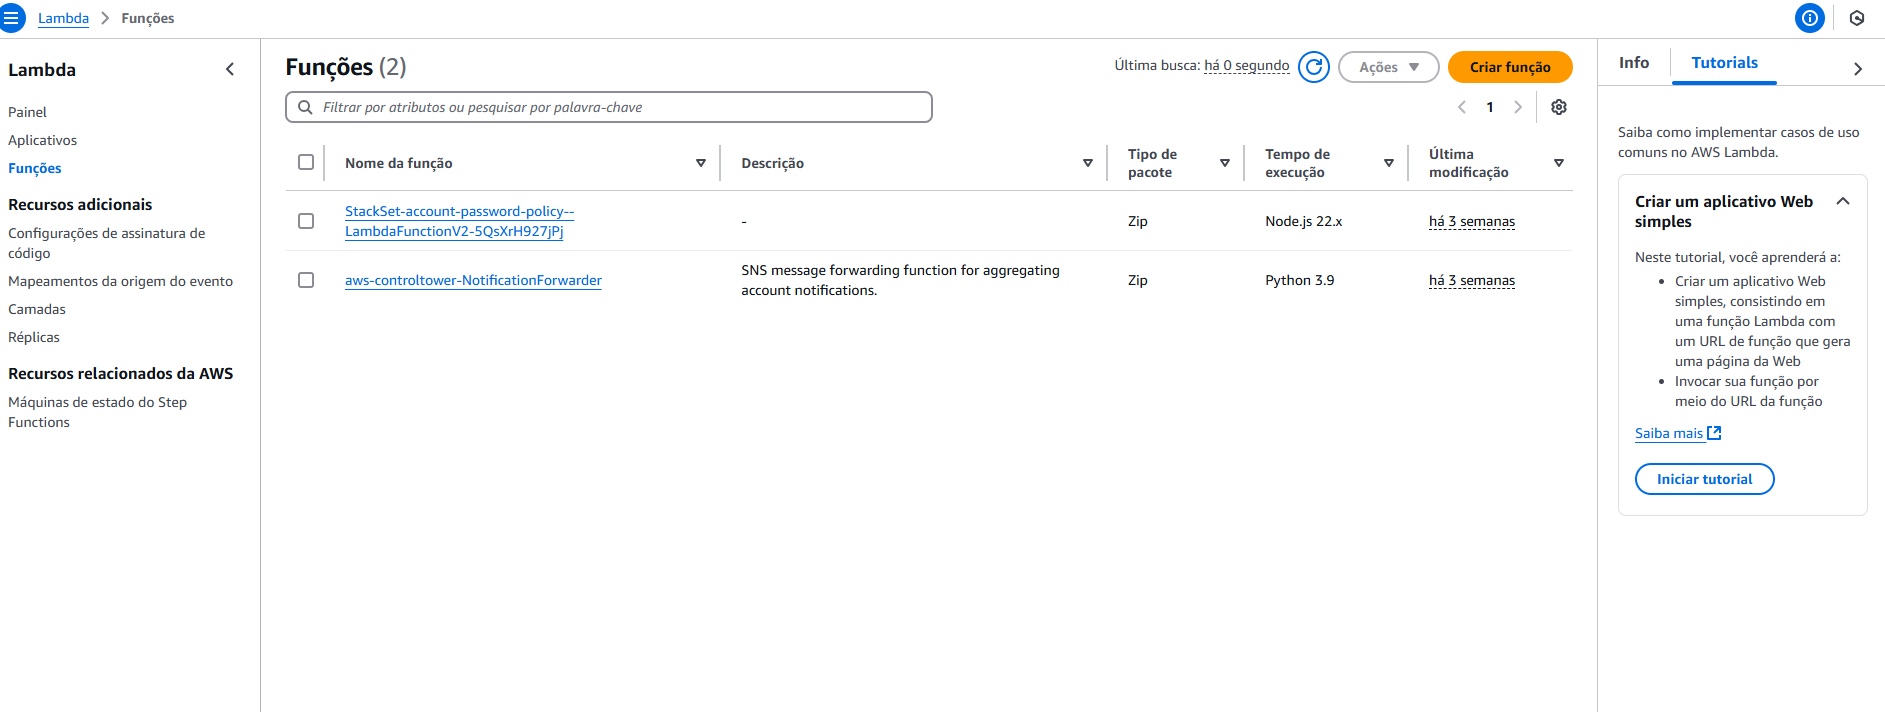 Lambda > Funções
Lambda
Painel
Aplicativos
Funções
Recursos adicionais
Configurações de assinatura de
código
Mapeamentos da origem do evento
Camadas
Réplicas
Recursos relacionados da AWS
Máquinas de estado do Step
Functions
Funções (2)
Última busca: há 0 segundo
Ações
Criar função
Filtrar por atributos ou pesquisar por palavra-chave
1
Nome da função
Descrição
Tipo de
pacote
Tempo de
execução
Última
modificação
StackSet-account-password-policy--
LambdaFunctionV2-5QsXrH927jPj
-
Zip
Node.js 22.x
há 3 semanas
aws-controltower-NotificationForwarder
SNS message forwarding function for aggregating
account notifications.
Zip
Python 3.9
há 3 semanas
Info
Tutorials
Saiba como implementar casos de uso
comuns no AWS Lambda.
Criar um aplicativo Web
simples
Neste tutorial, você aprenderá a:
• Criar um aplicativo Web
simples, consistindo em
uma função Lambda com
um URL de função que gera
uma página da Web
• Invocar sua função por
meio do URL da função
Saiba mais
Iniciar tutorial